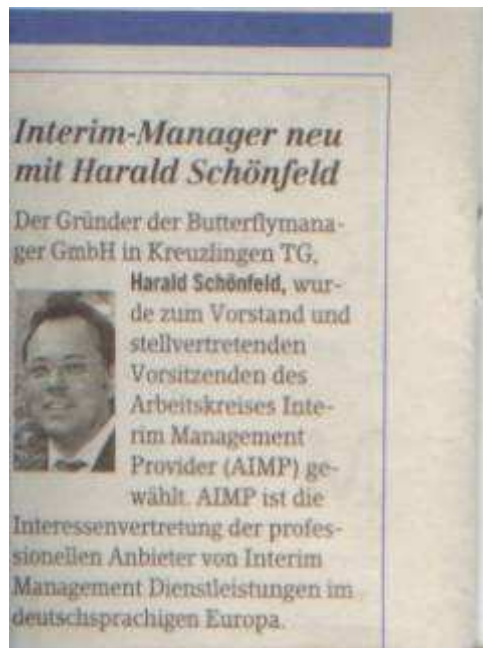 Interim-Manager neu
mit Harald Schönfeld
Der Gründer der Butterflymana-
ger GmbH in Kreuzlingen TG,
Harald Schönfeld, wur-
de zum Vorstand und
stellvertretenden
Vorsitzenden des
Arbeitskreises Inte-
rim Management
Provider (AIMP) ge-
wählt. AIMP ist die
Interessenvertretung der profes-
sionellen Anbieter von Interim
Management Dienstleistungen im
deutschsprachigen Europa.